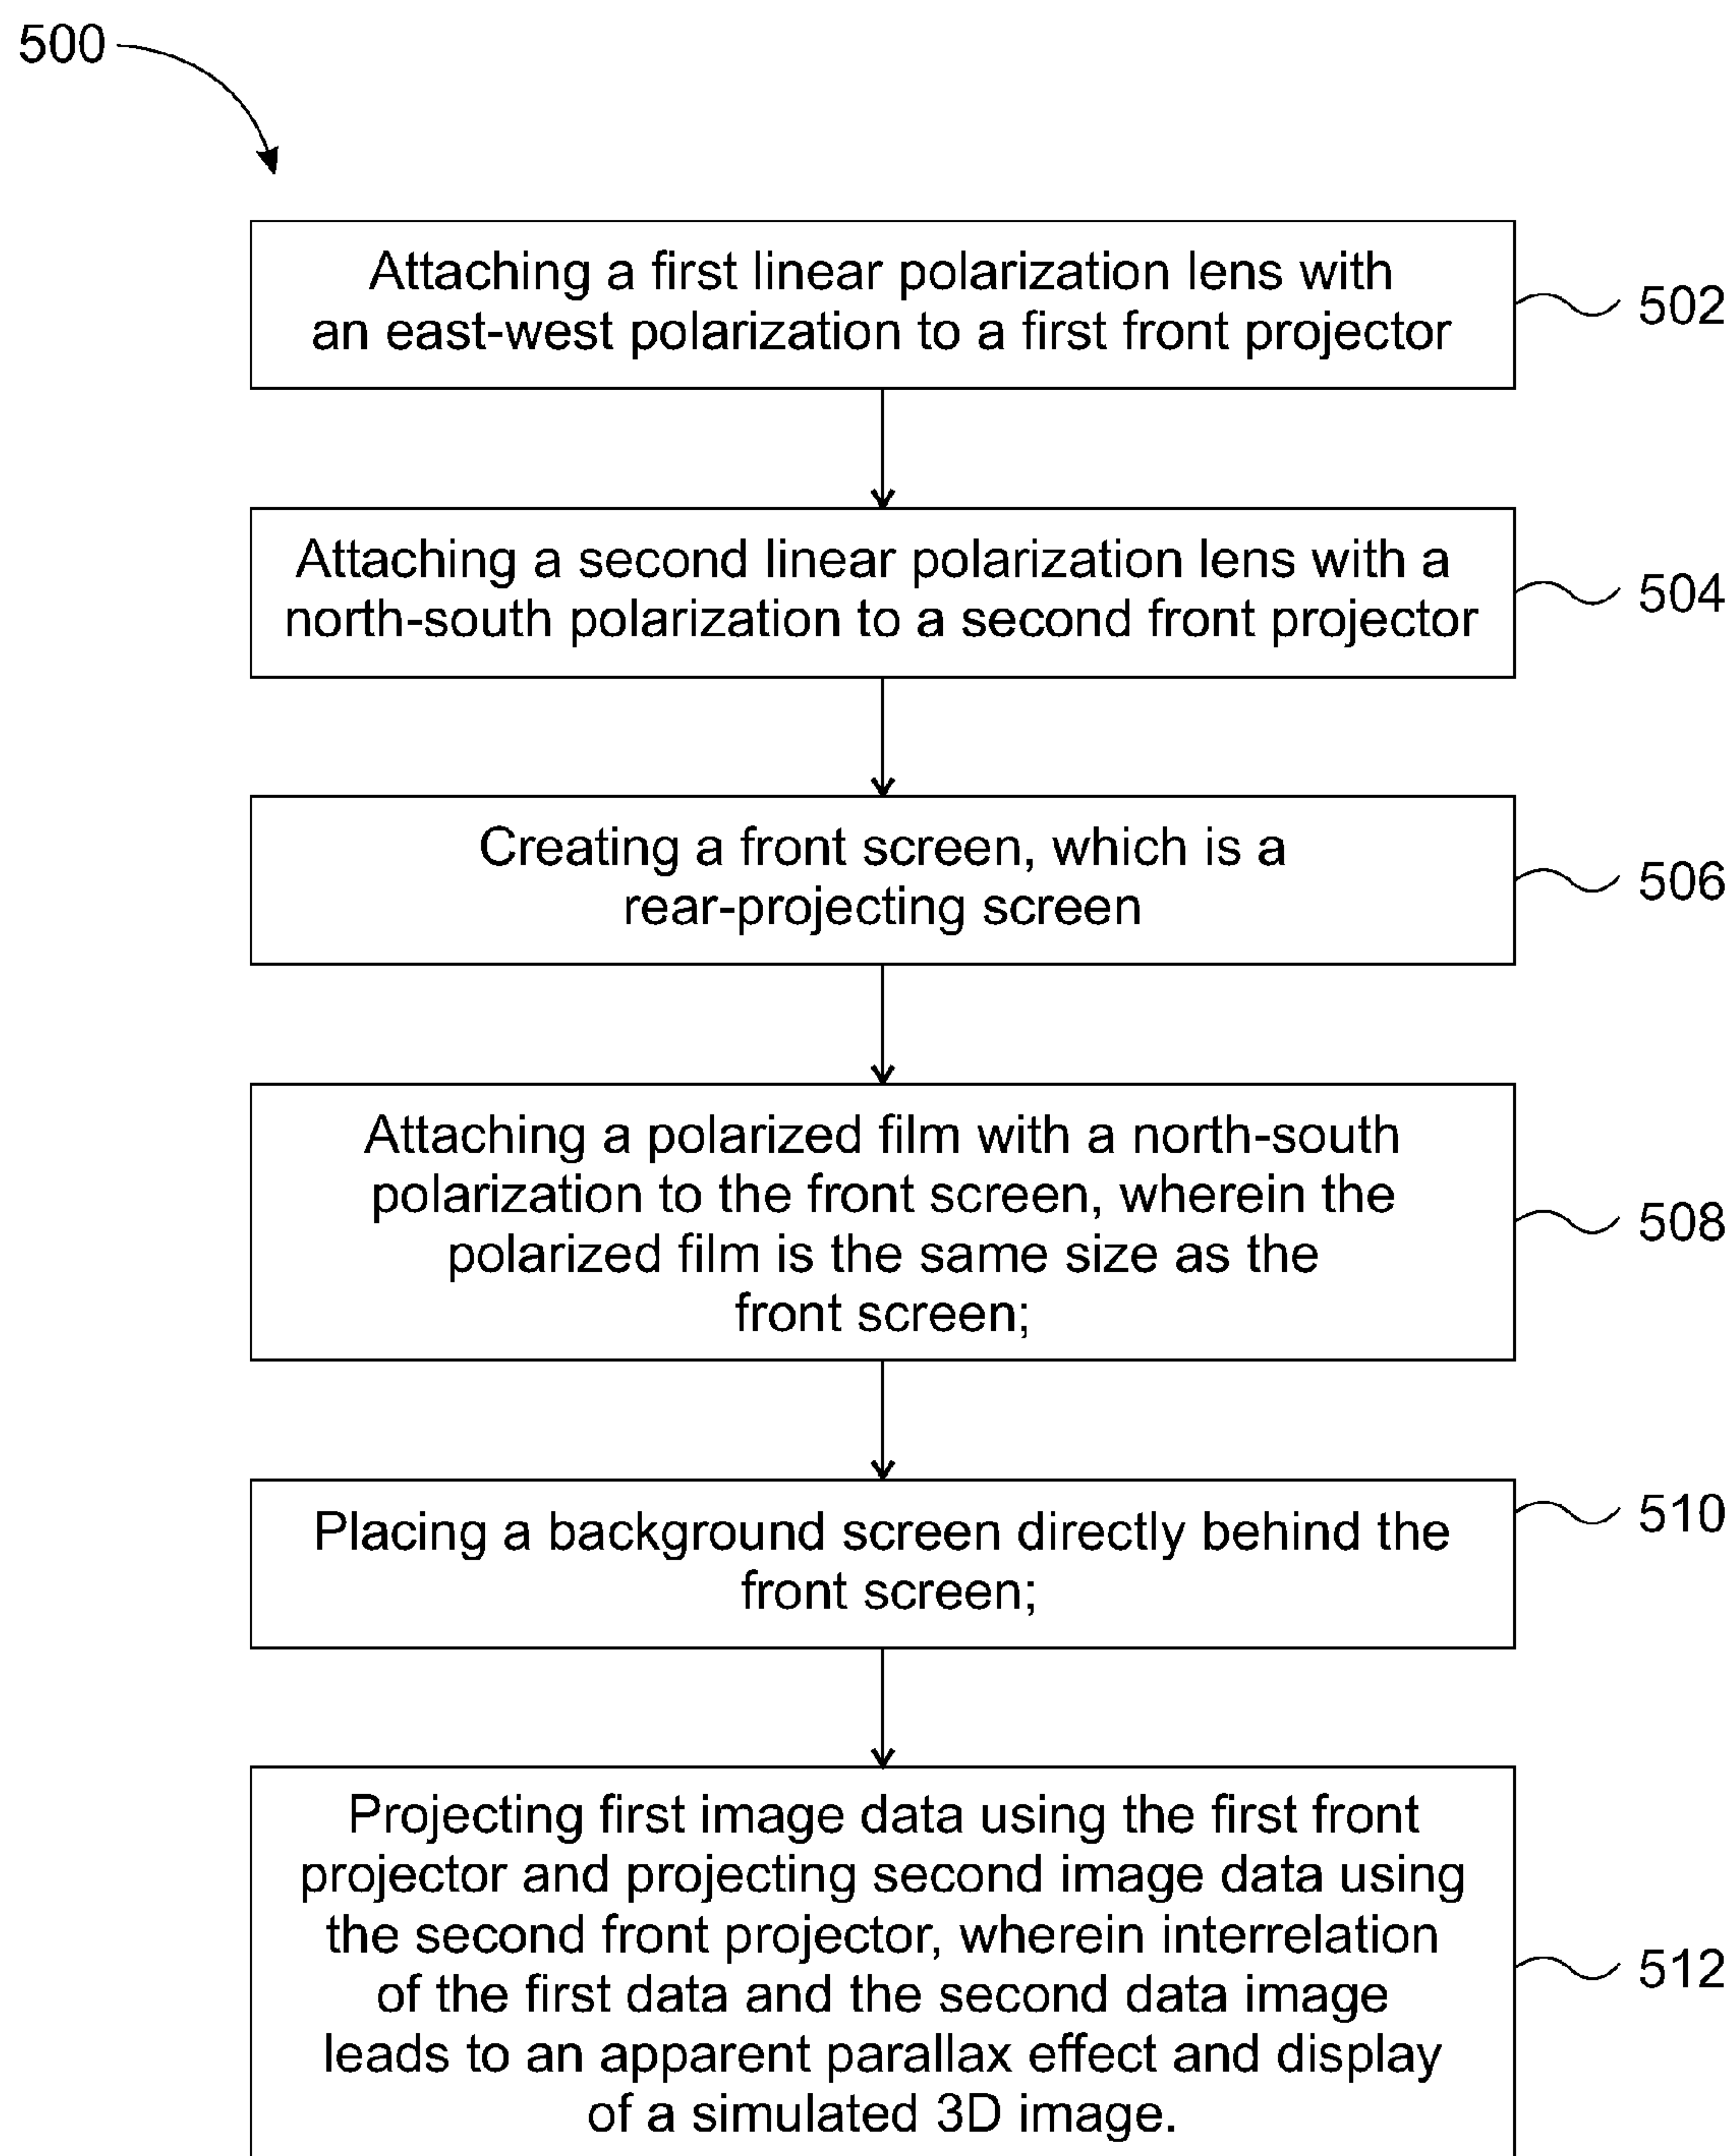 500
Attaching a first linear polarization lens with
an east-west polarization to a first front projector
502
Attaching a second linear polarization lens with a
north-south polarization to a second front projector
504
Creating a front screen, which is a
rear-projecting screen
506
Attaching a polarized film with a north-south
polarization to the front screen, wherein the
polarized film is the same size as the
front screen;
508
Placing a background screen directly behind the
front screen;
510
Projecting first image data using the first front
projector and projecting second image data using
the second front projector, wherein interrelation
of the first data and the second data image
leads to an apparent parallax effect and display
of a simulated 3D image.
512